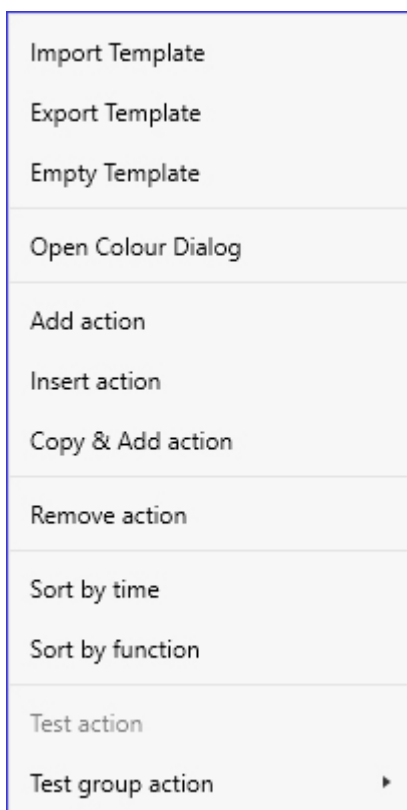 Import Template
Export Template
Empty Template
Open Colour Dialog
Add action
Insert action
Copy & Add action
Remove action
Sort by time
Sort by function
Test action
Test group action